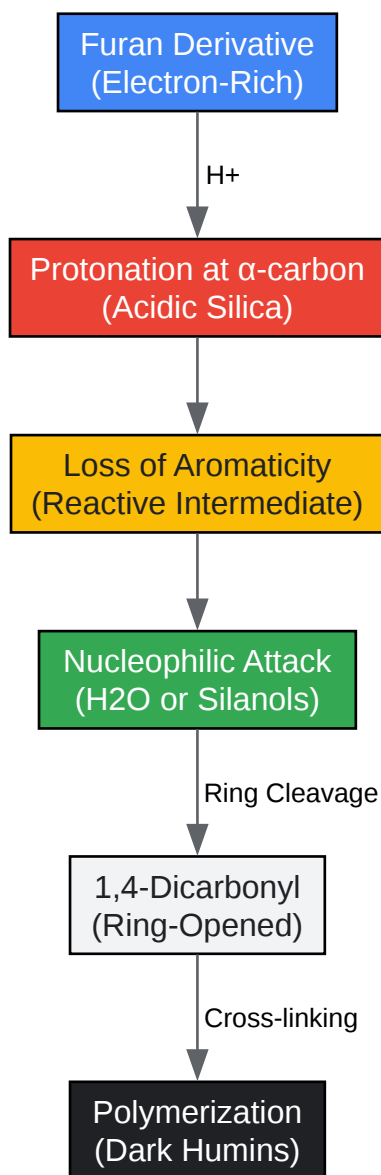 Furan Derivative
(Electron-Rich)
H+
Protonation at α-carbon
(Acidic Silica)
Loss of Aromaticity
(Reactive Intermediate)
Nucleophilic Attack
(H2O or Silanols)
Ring Cleavage
1,4-Dicarbonyl
(Ring-Opened)
Cross-linking
Polymerization
(Dark Humins)